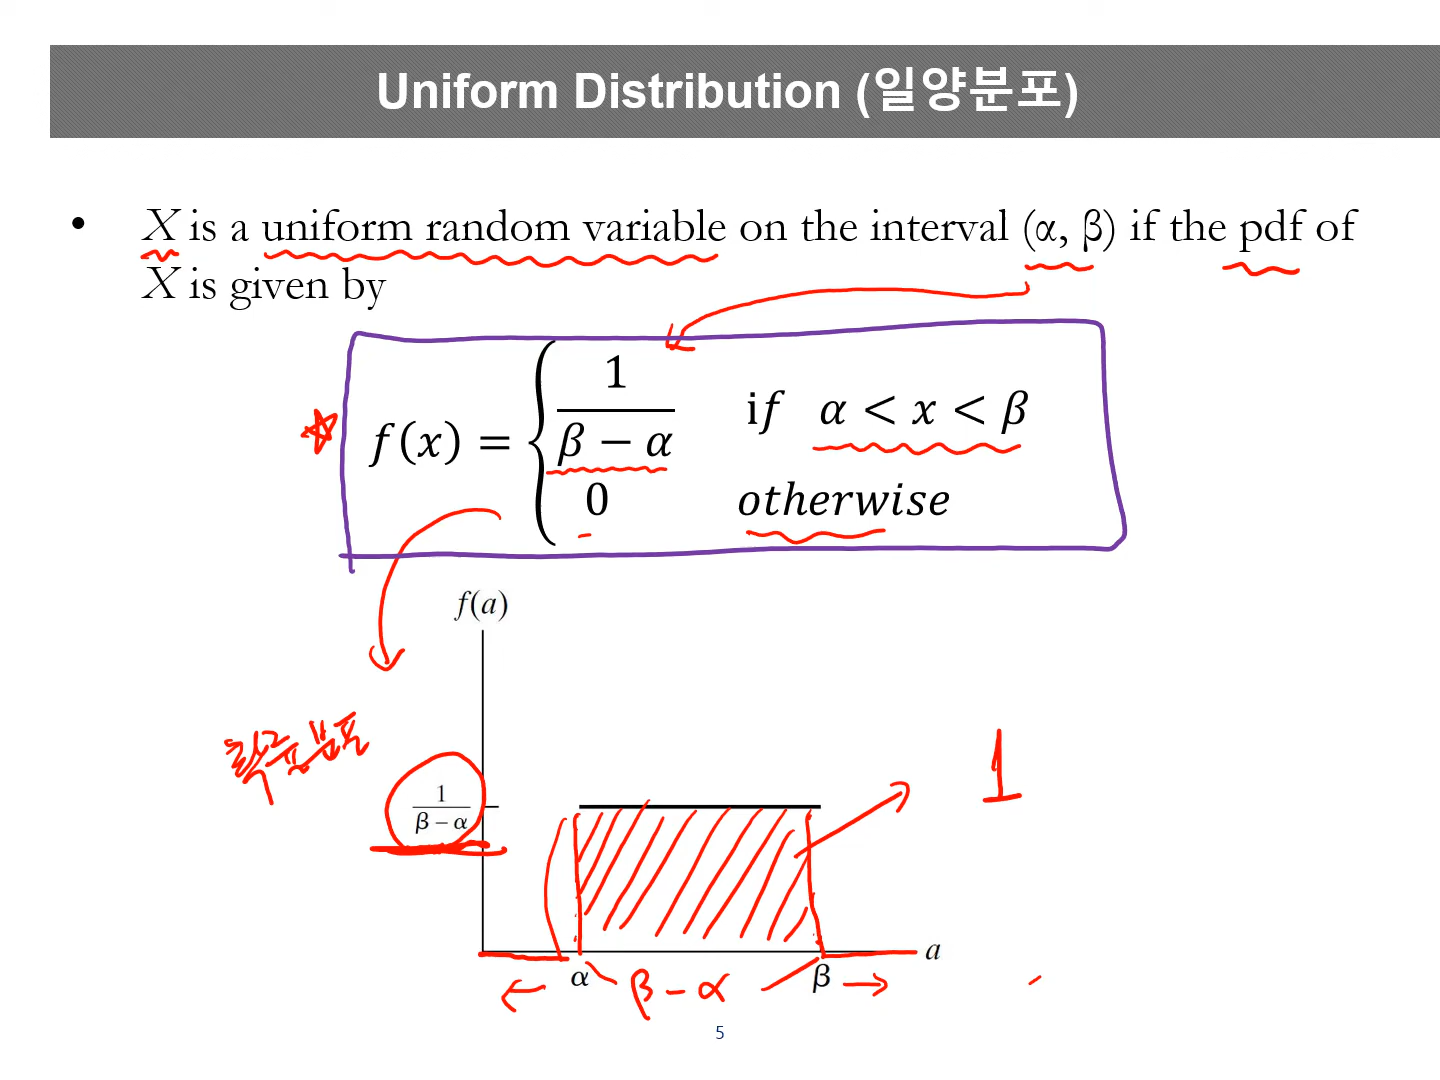 Uniform Distribution (일양분포)
• X is a uniform random variable on the interval (α, β) if the pdf of
X is given by
f(x) = { 1 / (β − α) if α < x < β
0 otherwise
f(a)
확률분포
1
1 / (β − α)
a
α β − α β
5